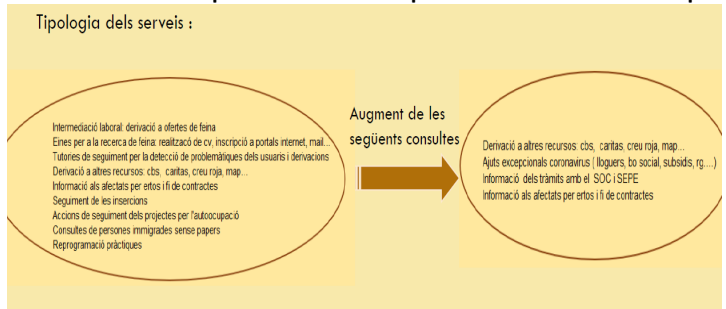 Tipologia dels serveis :
Intermediació laboral: derivació a ofertes de feina
Eines per a la recerca de feina: realització de cv, inscripció a portals internet, mail...
Tutories de seguiment per la detecció de problemàtiques dels usuaris i derivacions
Derivació a altres recursos: cbs, caritas, creu roja, map...
Informació als afectats per ertos i fi de contractes
Seguiment de les insercions
Accions de seguiment dels projectes per l'autoocupació
Consultes de persones immigrades sense papers
Reprogramació pràctiques
Augment de les
següents consultes
Derivació a altres recursos: cbs, caritas, creu roja, map...
Ajuts excepcionals coronavirus ( lloguers, bo social, subsidis, rg....)
Informació dels tràmits amb el SOC i SEPE
Informació als afectats per ertos i fi de contractes